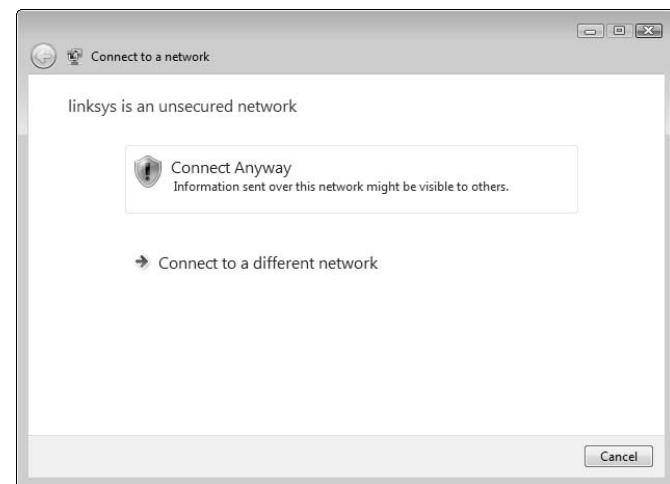 Connect to a network
linksys is an unsecured network
Connect Anyway
Information sent over this network might be visible to others.
Connect to a different network
Cancel